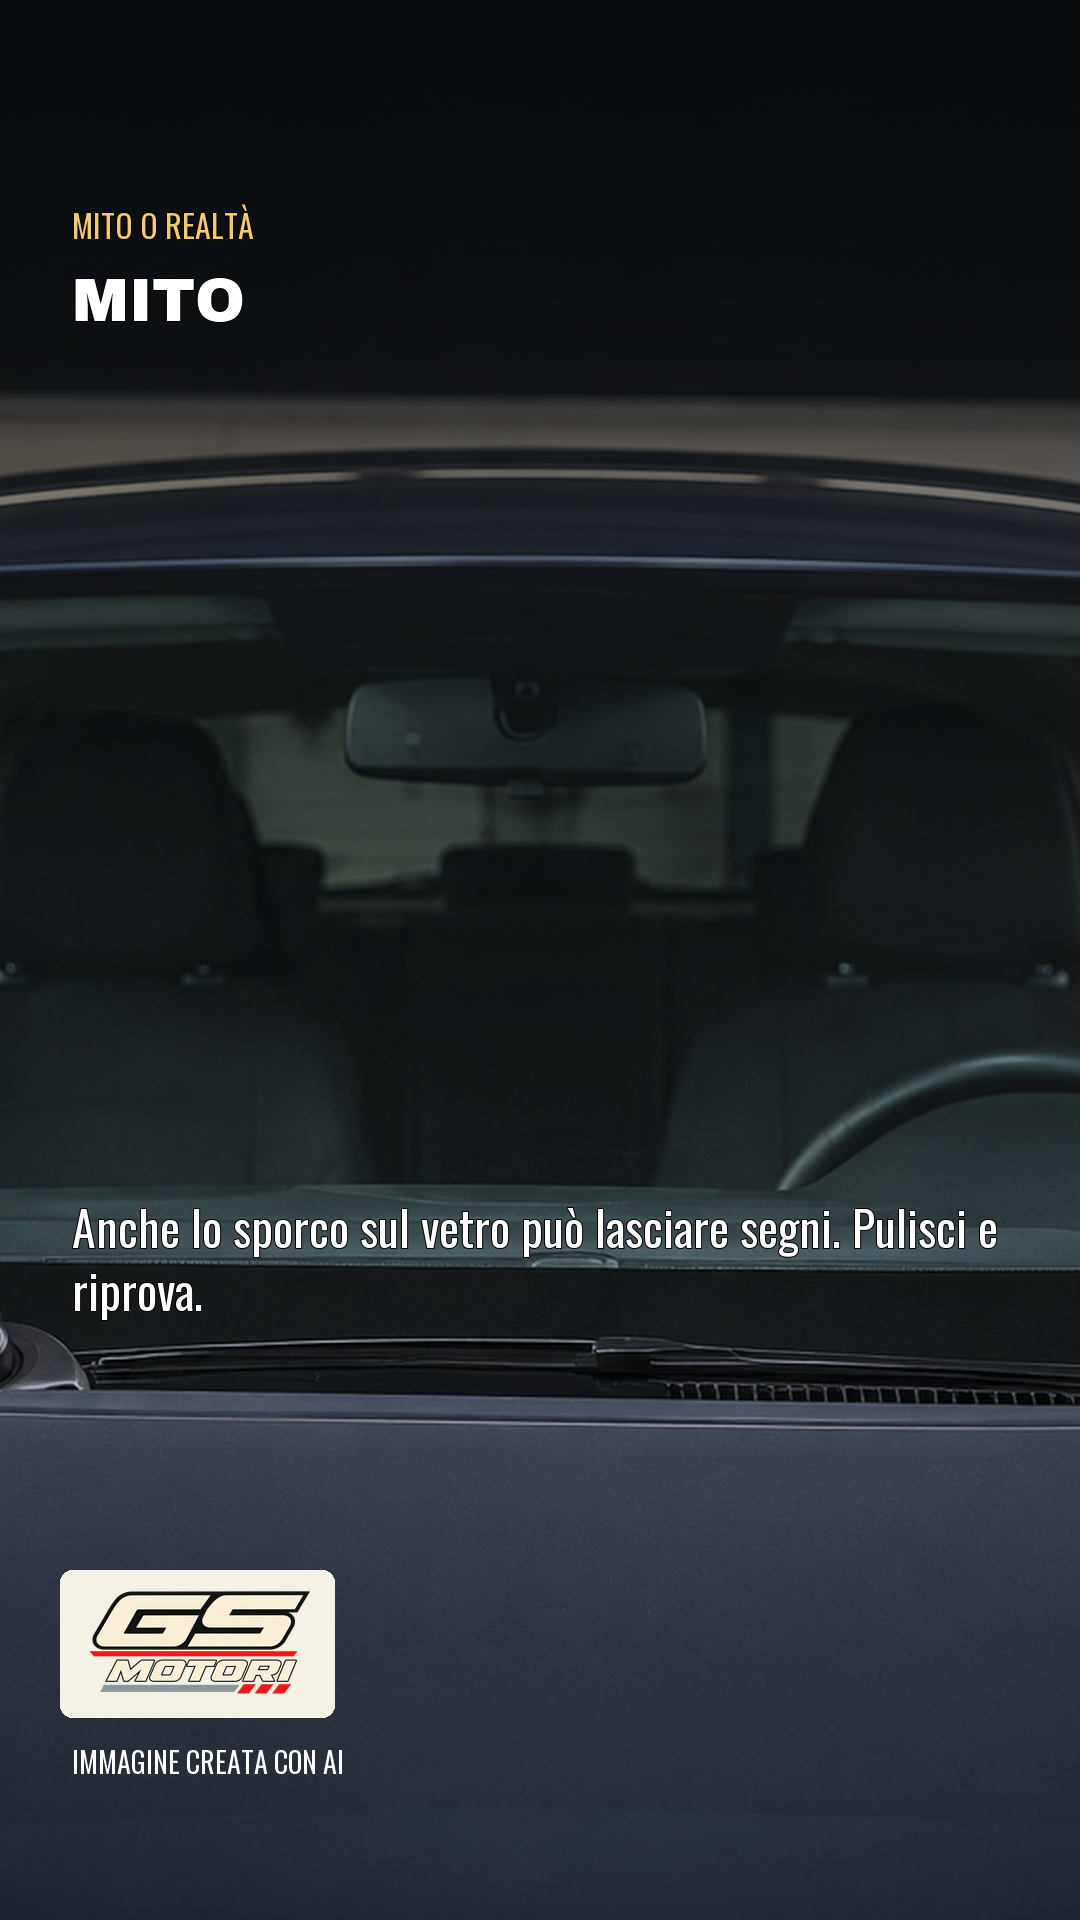 MITO O REALTÀ
MITO
Anche lo sporco sul vetro può lasciare segni. Pulisci e
riprova.
GS
MOTORI
IMMAGINE CREATA CON AI